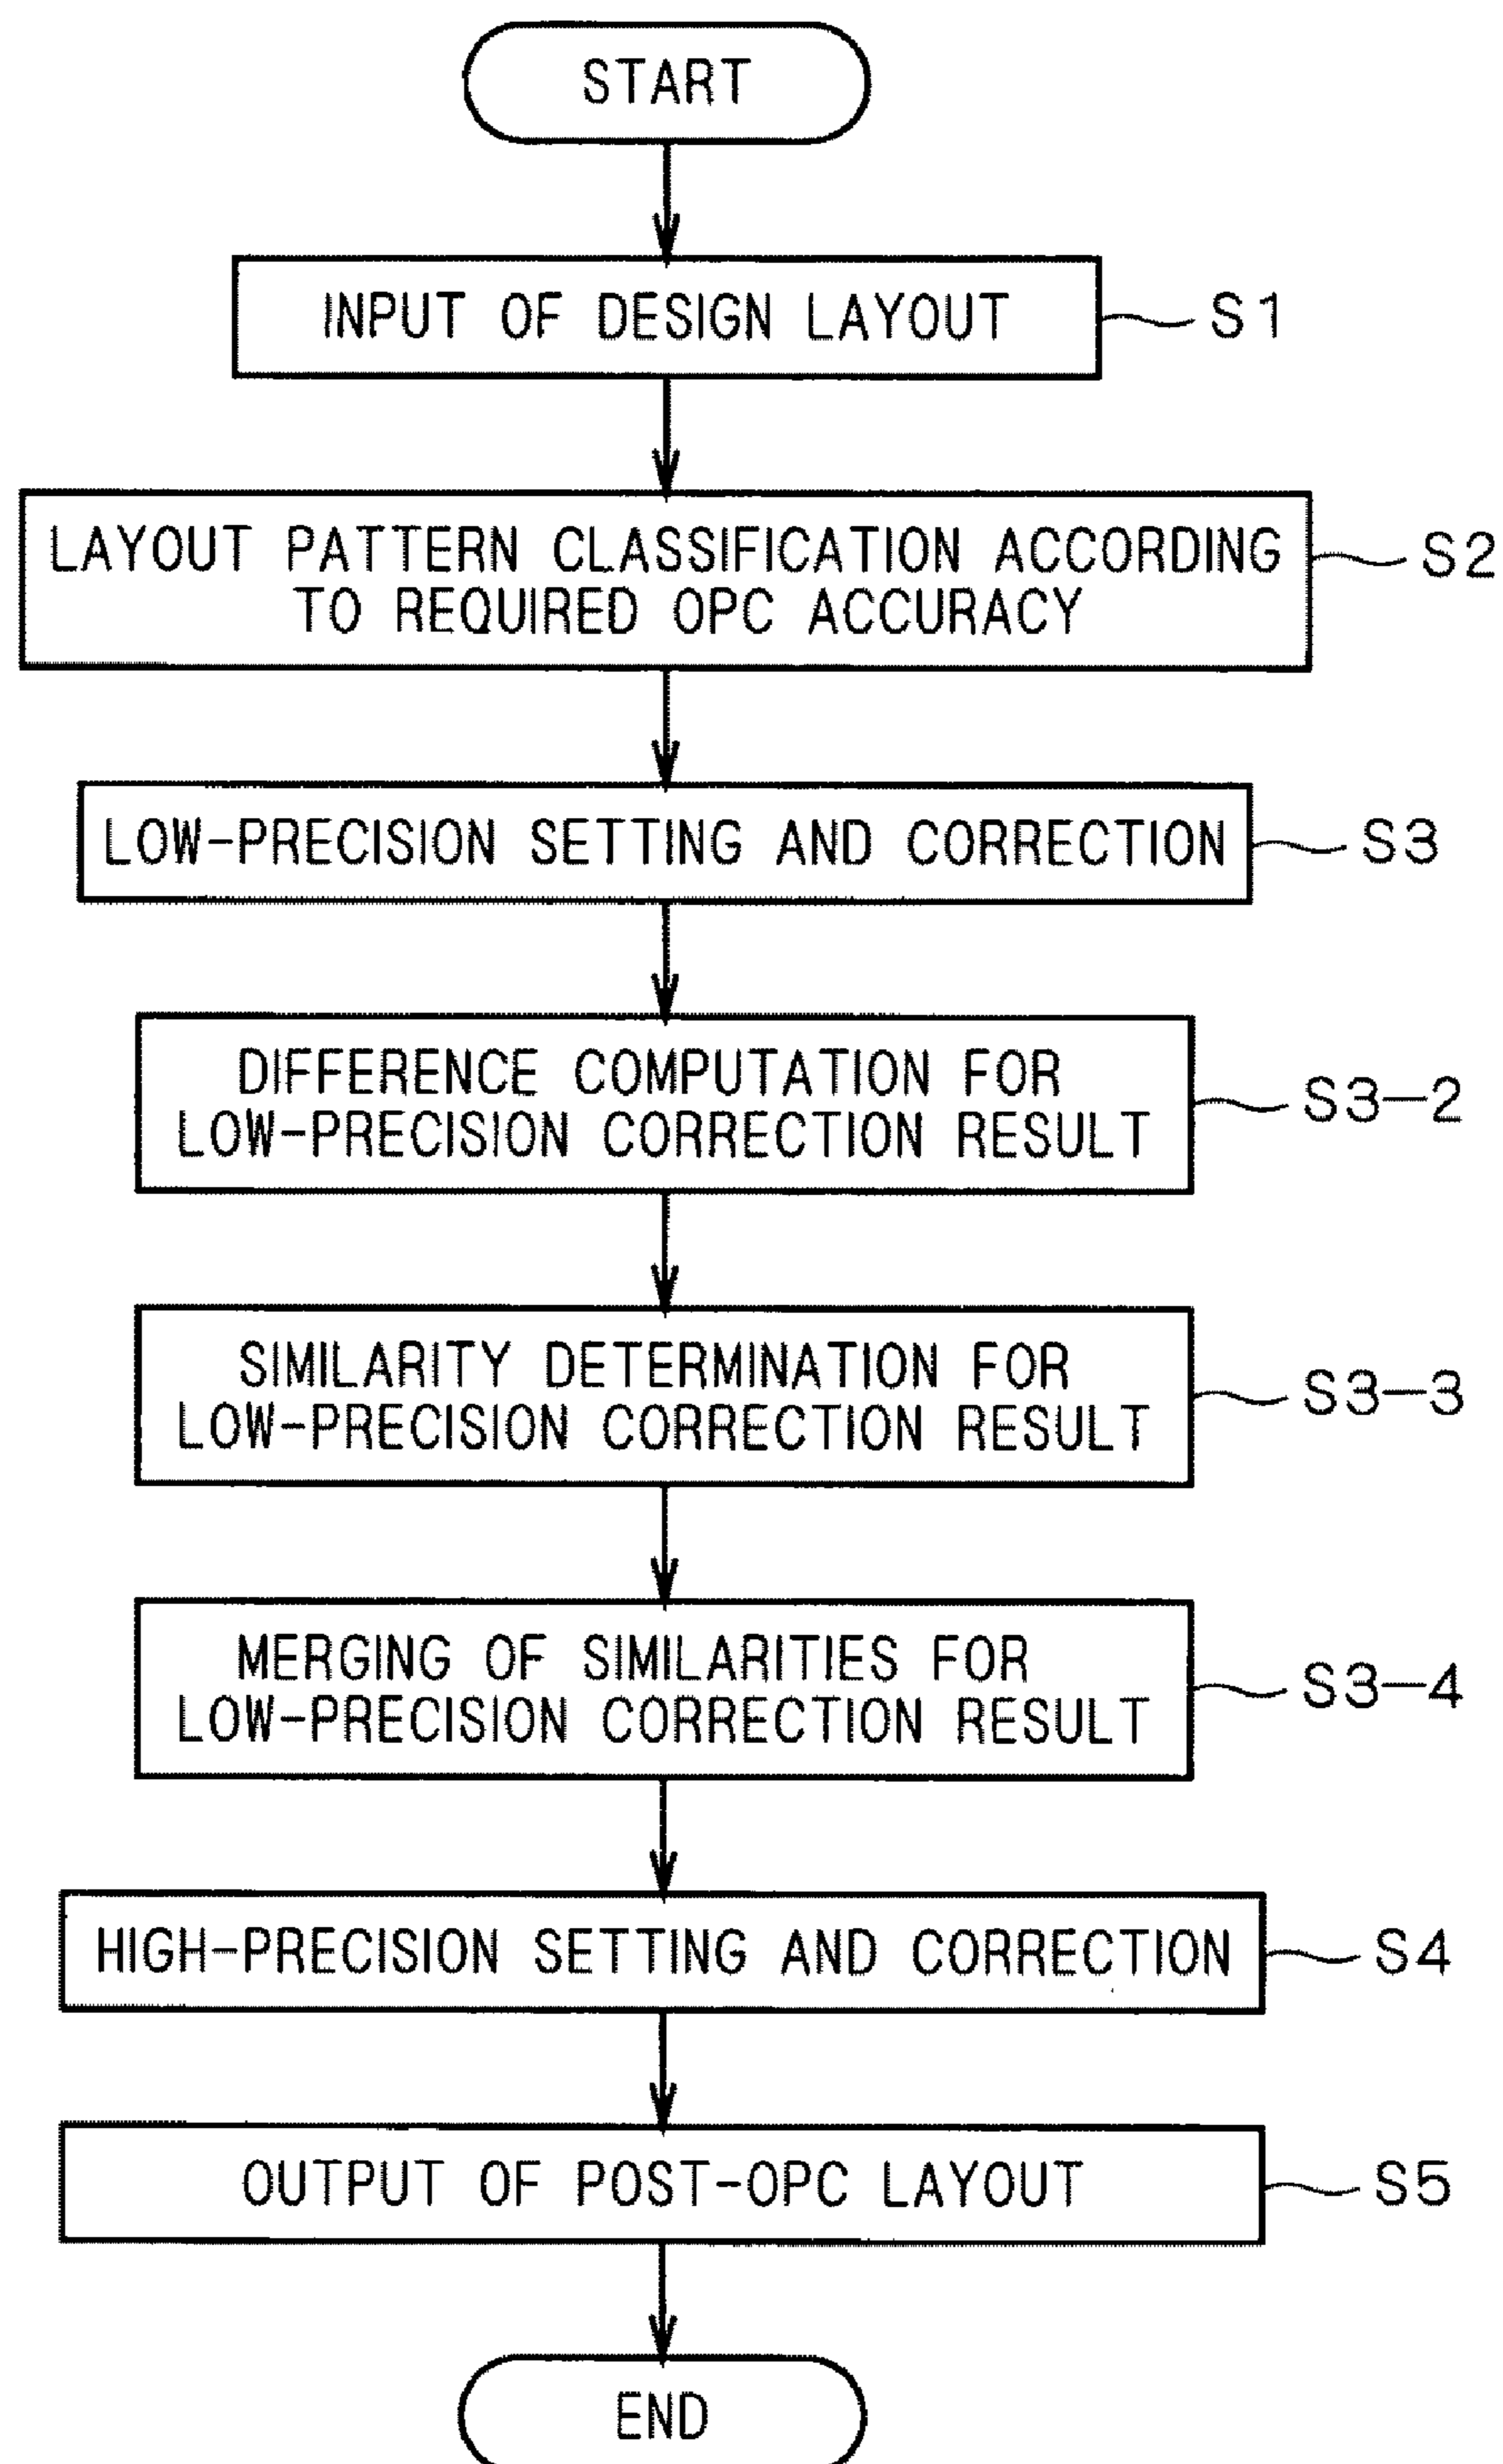 START
INPUT OF DESIGN LAYOUT
S1
LAYOUT PATTERN CLASSIFICATION ACCORDING
TO REQUIRED OPC ACCURACY
S2
LOW-PRECISION SETTING AND CORRECTION
S3
DIFFERENCE COMPUTATION FOR
LOW-PRECISION CORRECTION RESULT
S3-2
SIMILARITY DETERMINATION FOR
LOW-PRECISION CORRECTION RESULT
S3-3
MERGING OF SIMILARITIES FOR
LOW-PRECISION CORRECTION RESULT
S3-4
HIGH-PRECISION SETTING AND CORRECTION
S4
OUTPUT OF POST-OPC LAYOUT
S5
END